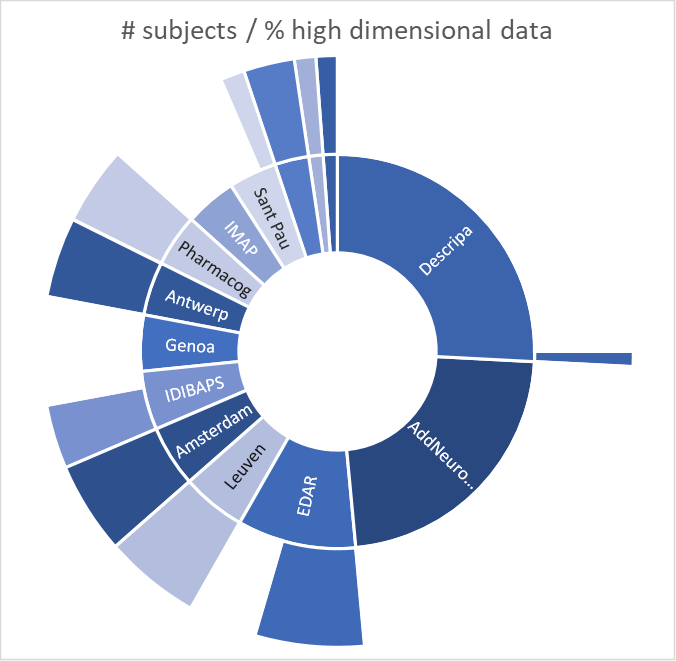 # subjects / % high dimensional data
Descripa
AddNeuro...
EDAR
Leuven
Amsterdam
IDIBAPS
Genoa
Antwerp
Pharmacog
IMAP
Sant Pau